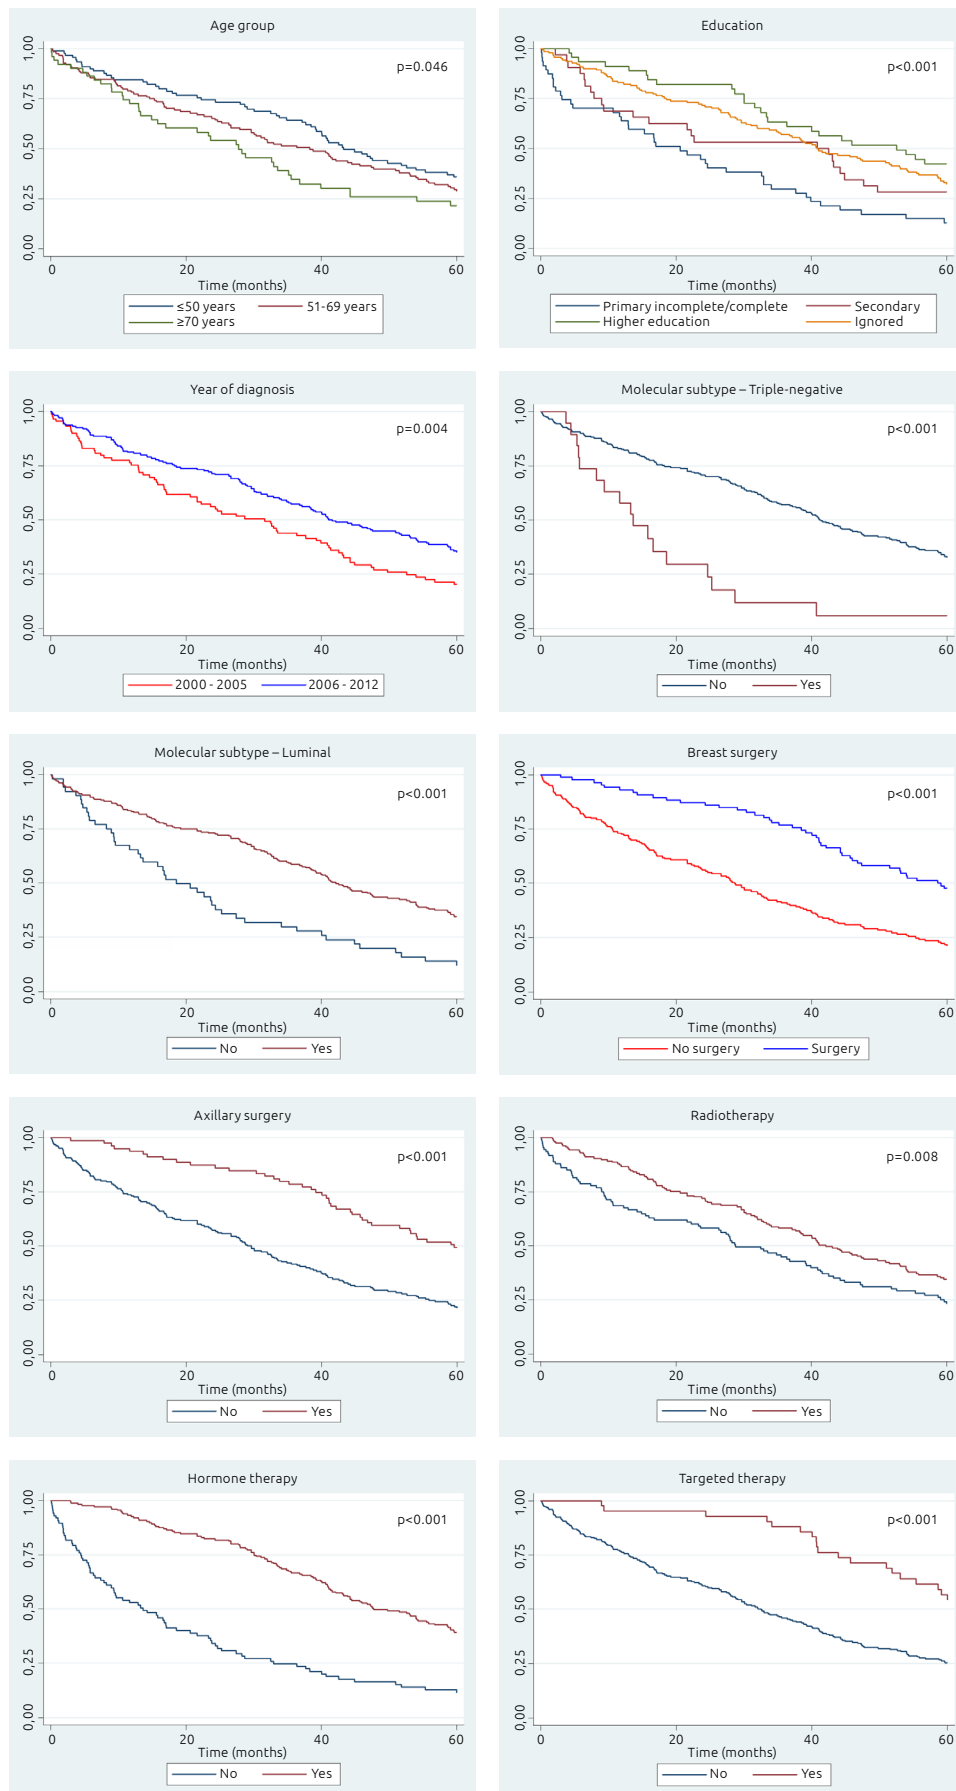 Age group
p=0.046
1,00
0,75
0,50
0,25
0,00
0 20 40 60
Time (months)
≤50 years 51-69 years
≥70 years
Education
p<0.001
1,00
0,75
0,50
0,25
0,00
0 20 40 60
Time (months)
Primary incomplete/complete Secondary
Higher education Ignored
Year of diagnosis
p=0.004
1,00
0,75
0,50
0,25
0,00
0 20 40 60
Time (months)
2000 - 2005 2006 - 2012
Molecular subtype – Triple-negative
p<0.001
1,00
0,75
0,50
0,25
0,00
0 20 40 60
Time (months)
No Yes
Molecular subtype – Luminal
p<0.001
1,00
0,75
0,50
0,25
0,00
0 20 40 60
Time (months)
No Yes
Breast surgery
p<0.001
1,00
0,75
0,50
0,25
0,00
0 20 40 60
Time (months)
No surgery Surgery
Axillary surgery
p<0.001
1,00
0,75
0,50
0,25
0,00
0 20 40 60
Time (months)
No Yes
Radiotherapy
p=0.008
1,00
0,75
0,50
0,25
0,00
0 20 40 60
Time (months)
No Yes
Hormone therapy
p<0.001
1,00
0,75
0,50
0,25
0,00
0 20 40 60
Time (months)
No Yes
Targeted therapy
p<0.001
1,00
0,75
0,50
0,25
0,00
0 20 40 60
Time (months)
No Yes